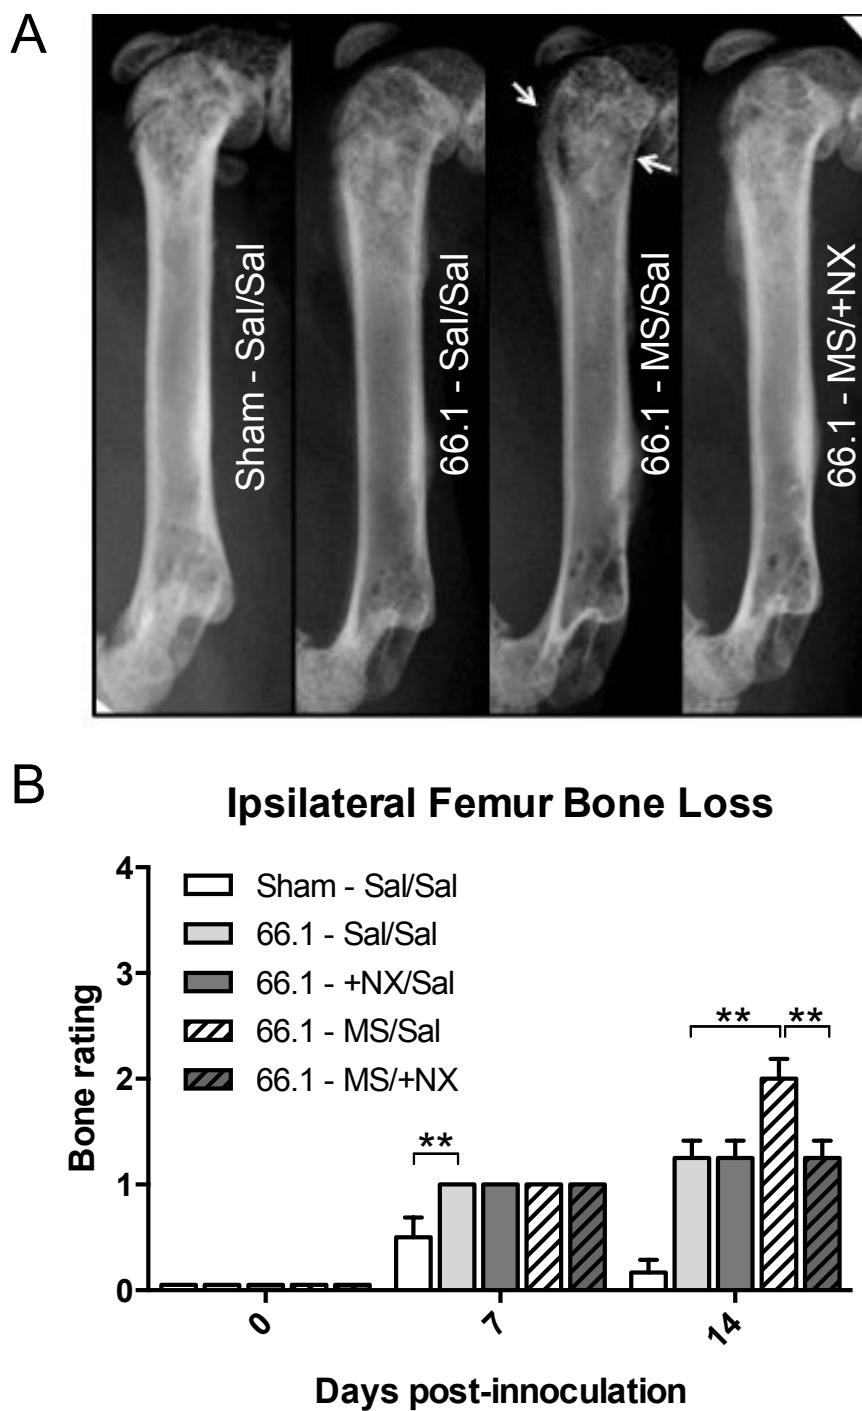 A
Sham - Sal/Sal
66.1 - Sal/Sal
66.1 - MS/Sal
66.1 - MS/+NX
B
Ipsilateral Femur Bone Loss
Sham - Sal/Sal
66.1 - Sal/Sal
66.1 - +NX/Sal
66.1 - MS/Sal
66.1 - MS/+NX
Bone rating
4
3
2
1
0
**
**
**
0
7
14
Days post-innoculation